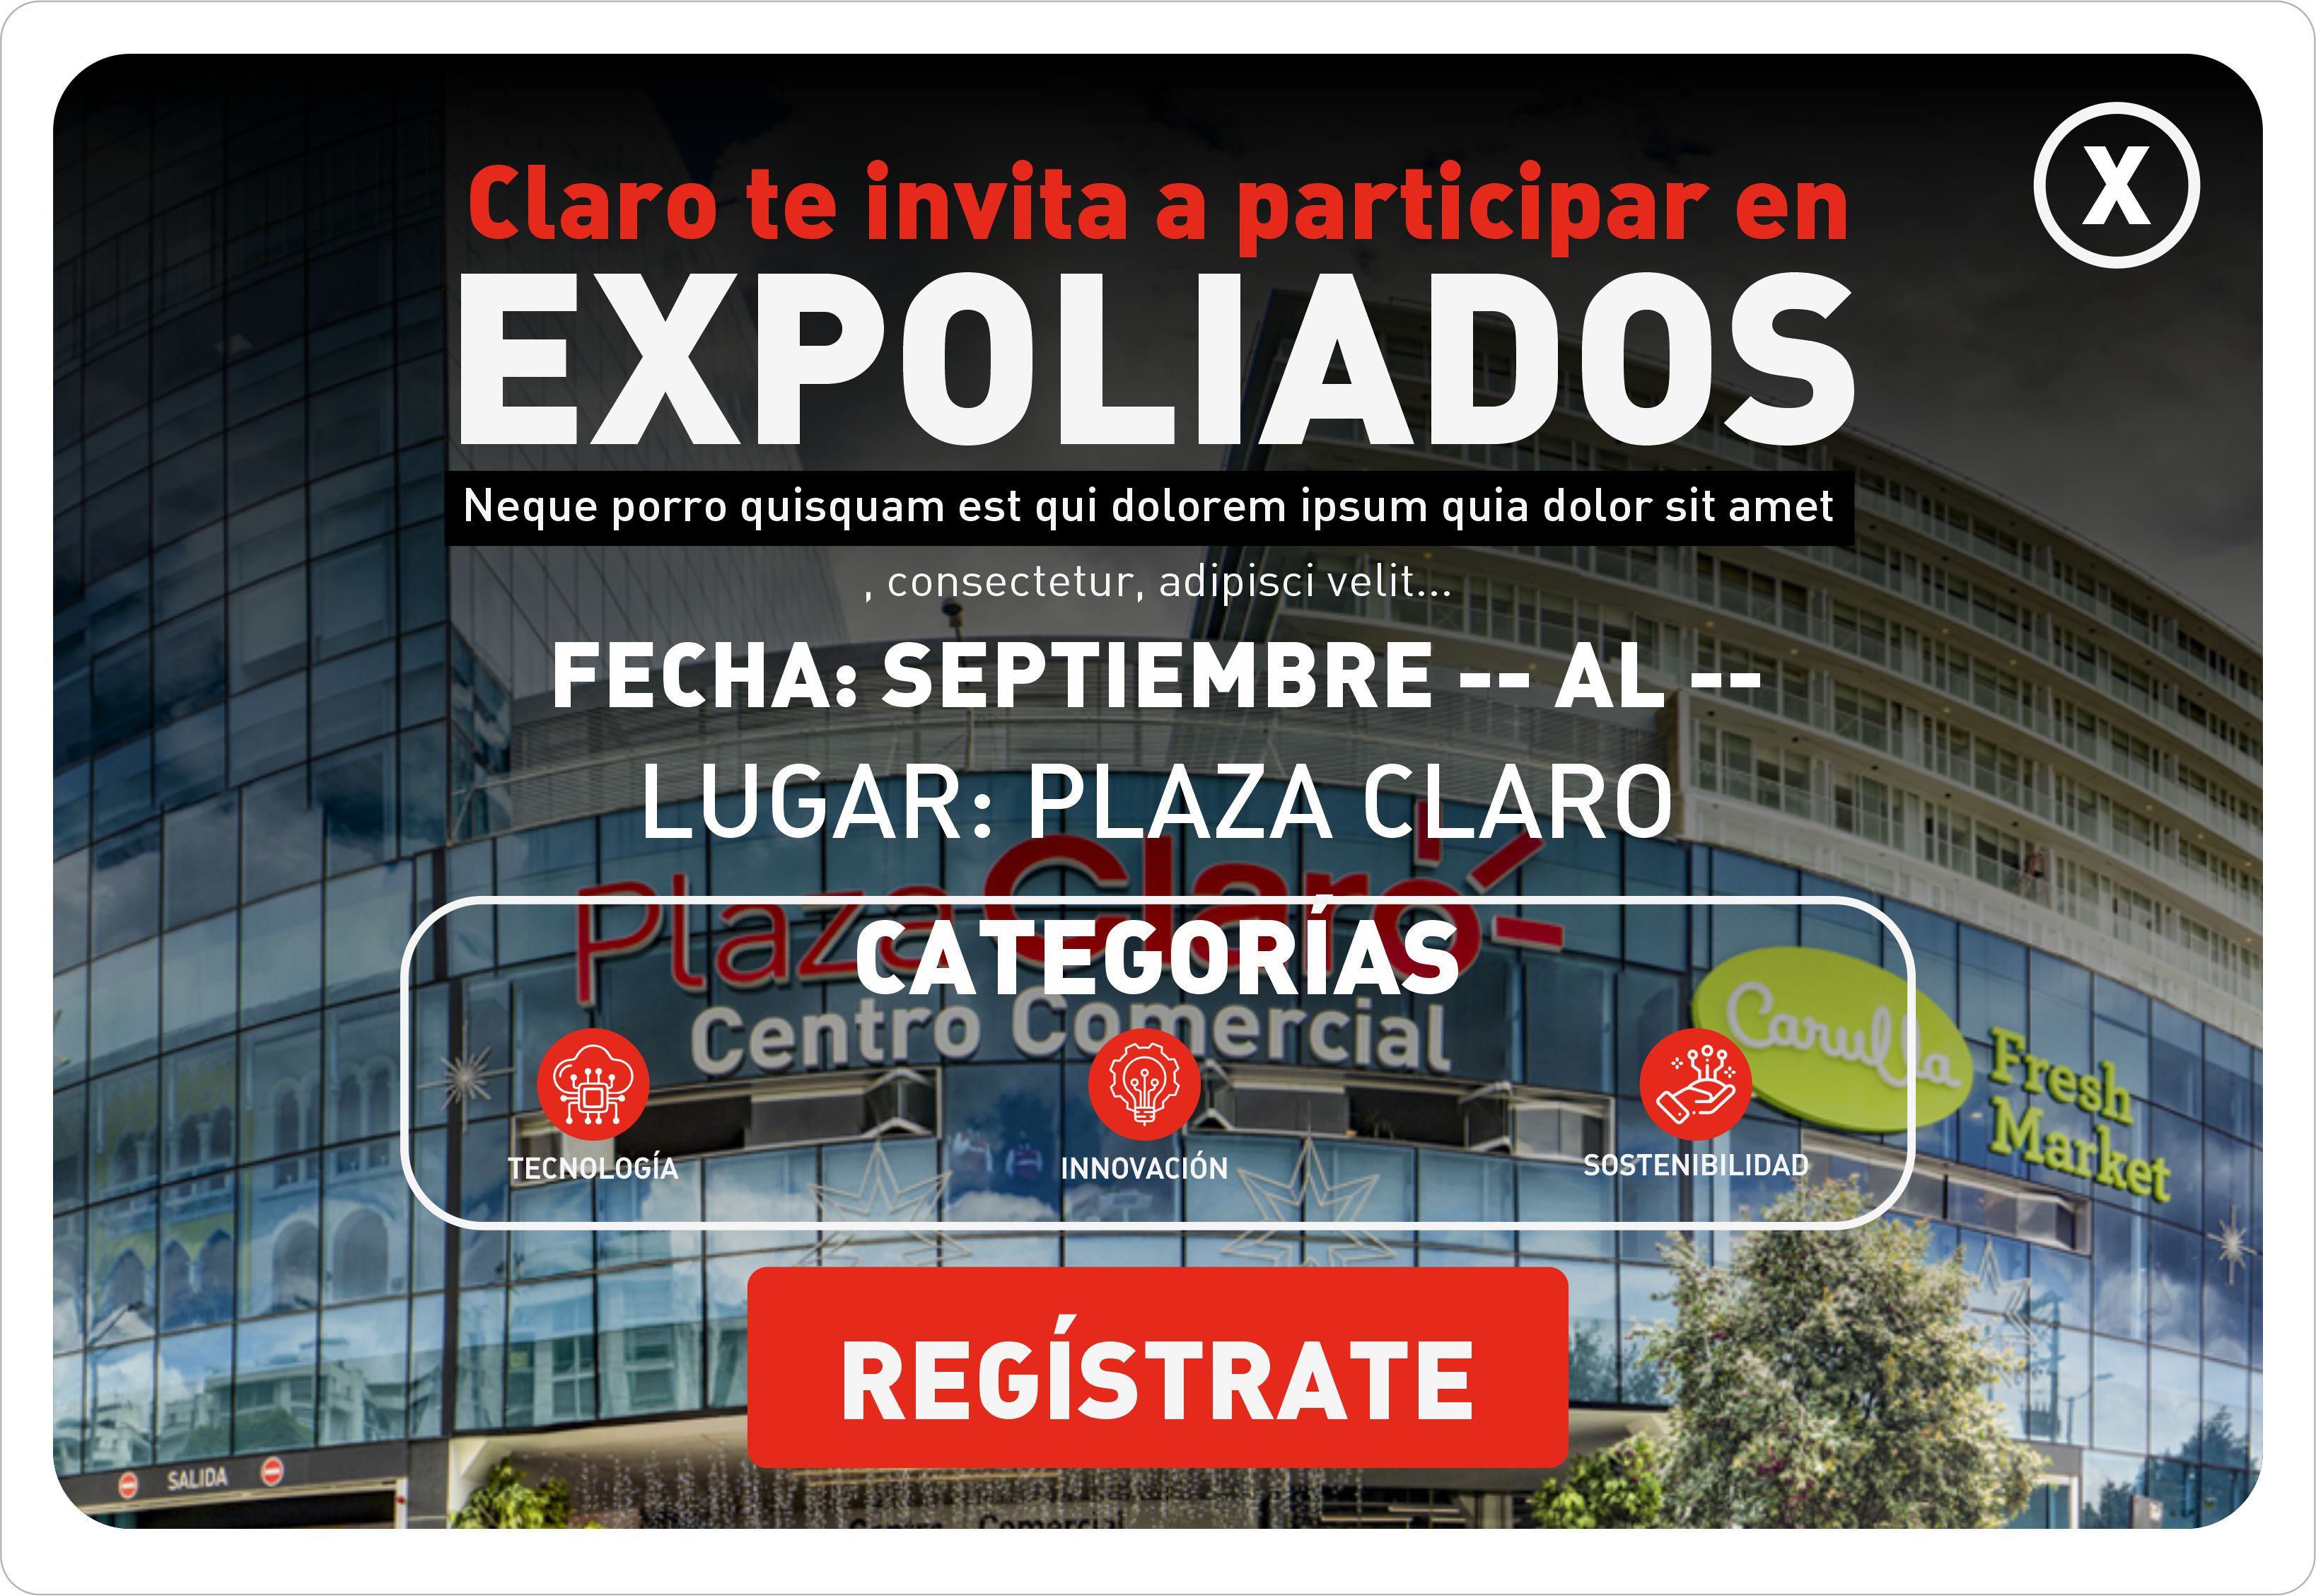 Claro te invita a participar en
X
EXPOLIADOS
Neque porro quisquam est qui dolorem ipsum quia dolor sit amet
, consectetur, adipisci velit...
FECHA: SEPTIEMBRE -- AL --
LUGAR: PLAZA CLARO
Plaza Claro
CATEGORÍAS
Centro Comercial
Carulla
Fresh
Market
TECNOLOGÍA
INNOVACIÓN
SOSTENIBILIDAD
REGÍSTRATE
SALIDA
Centro Comercial